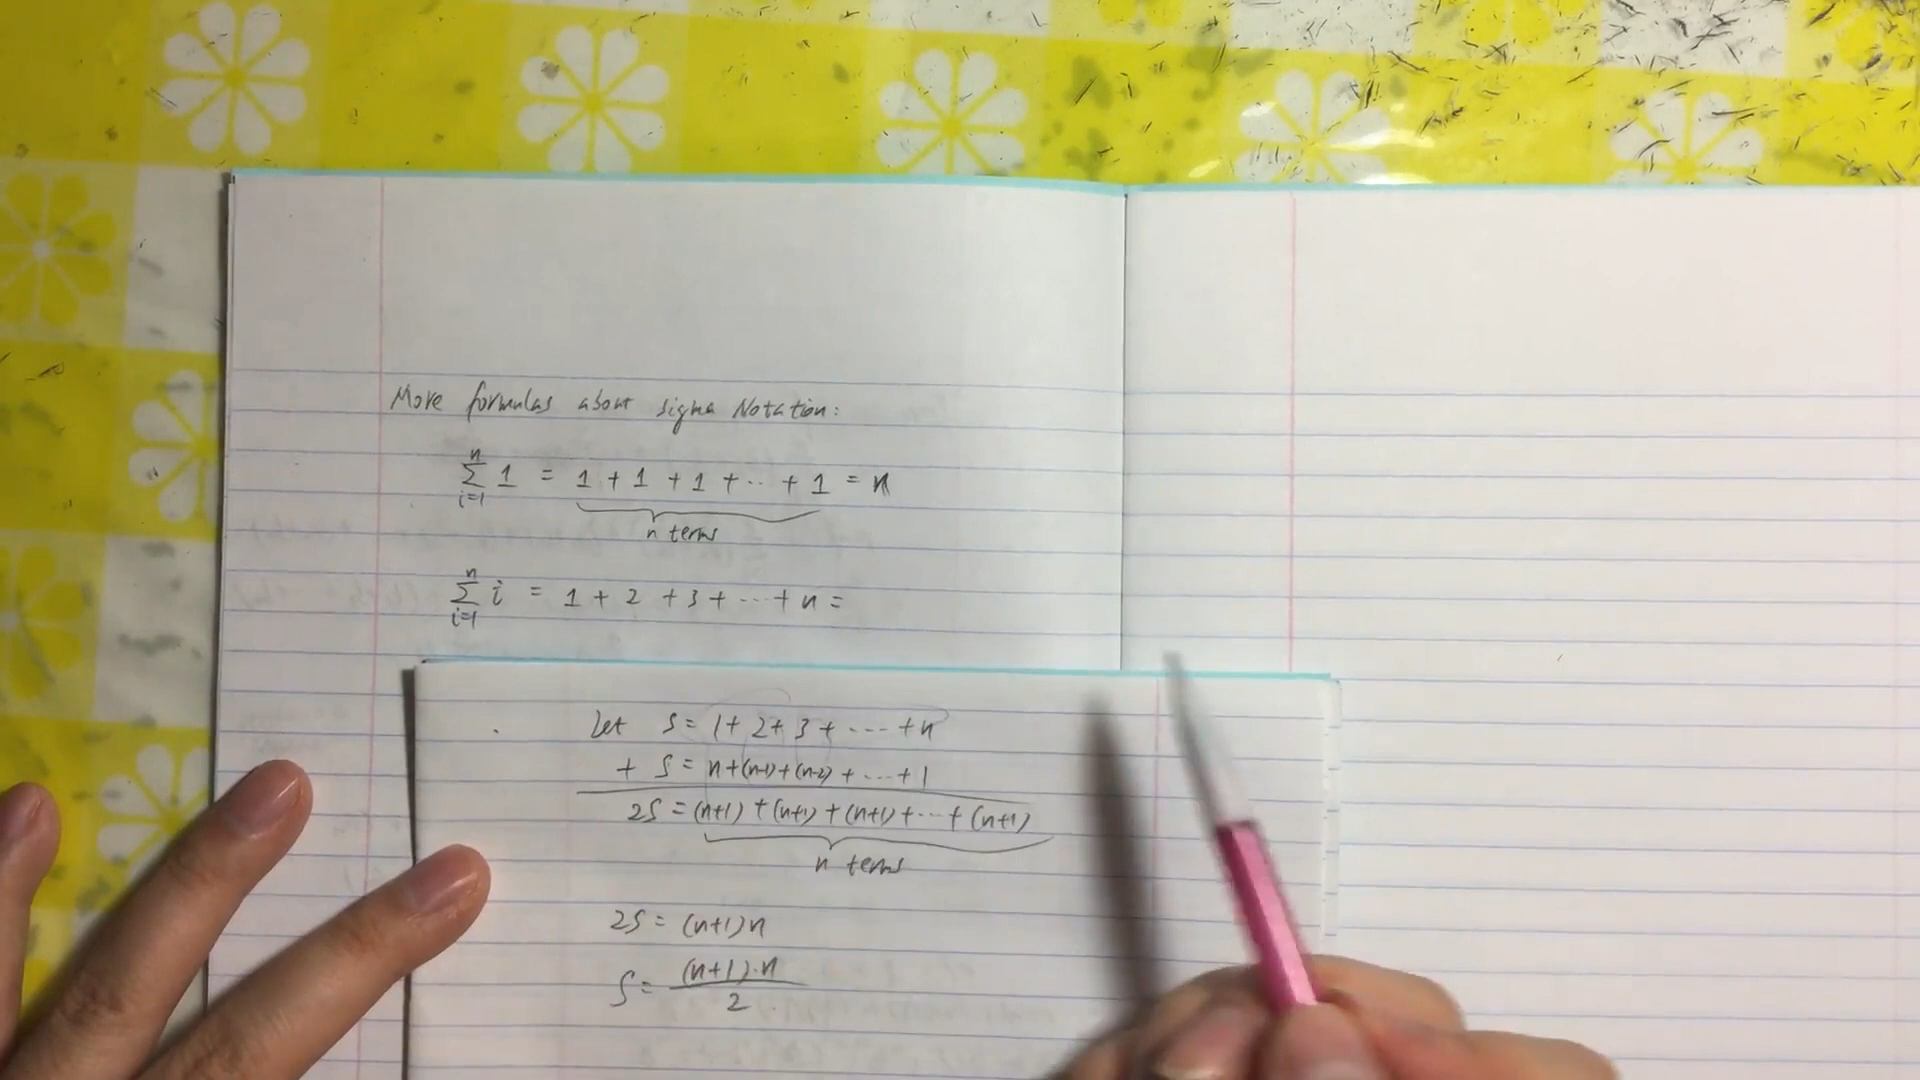 More formulas about sigma Notation:
n
∑ 1 = 1 + 1 + 1 + ·· + 1 = n
i=1
n terms
n
∑ i = 1 + 2 + 3 + ··· + n =
i=1
Let S = 1 + 2 + 3 + ··· + n
+ S = n + (n-1) + (n-2) + ··· + 1
2S = (n+1) + (n+1) + (n+1) + ··· + (n+1)
n terms
2S = (n+1)n
S = (n+1)·n / 2